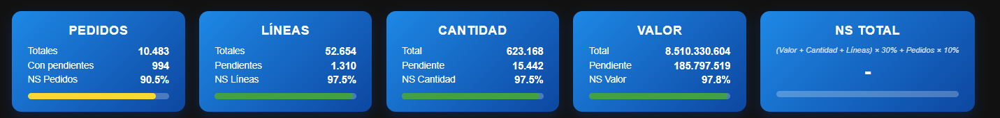 PEDIDOS
Totales 10.483
Con pendientes 994
NS Pedidos 90.5%
LÍNEAS
Totales 52.654
Pendientes 1.310
NS Líneas 97.5%
CANTIDAD
Total 623.168
Pendiente 15.442
NS Cantidad 97.5%
VALOR
Total 8.510.330.604
Pendiente 185.797.519
NS Valor 97.8%
NS TOTAL
(Valor + Cantidad + Líneas) × 30% + Pedidos × 10%
-